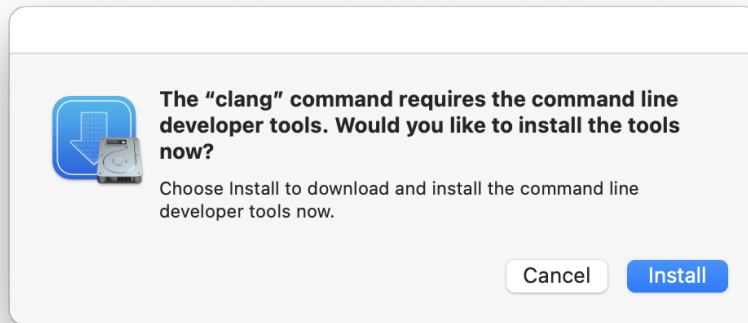 The “clang” command requires the command line
developer tools. Would you like to install the tools
now?
Choose Install to download and install the command line
developer tools now.
Cancel
Install